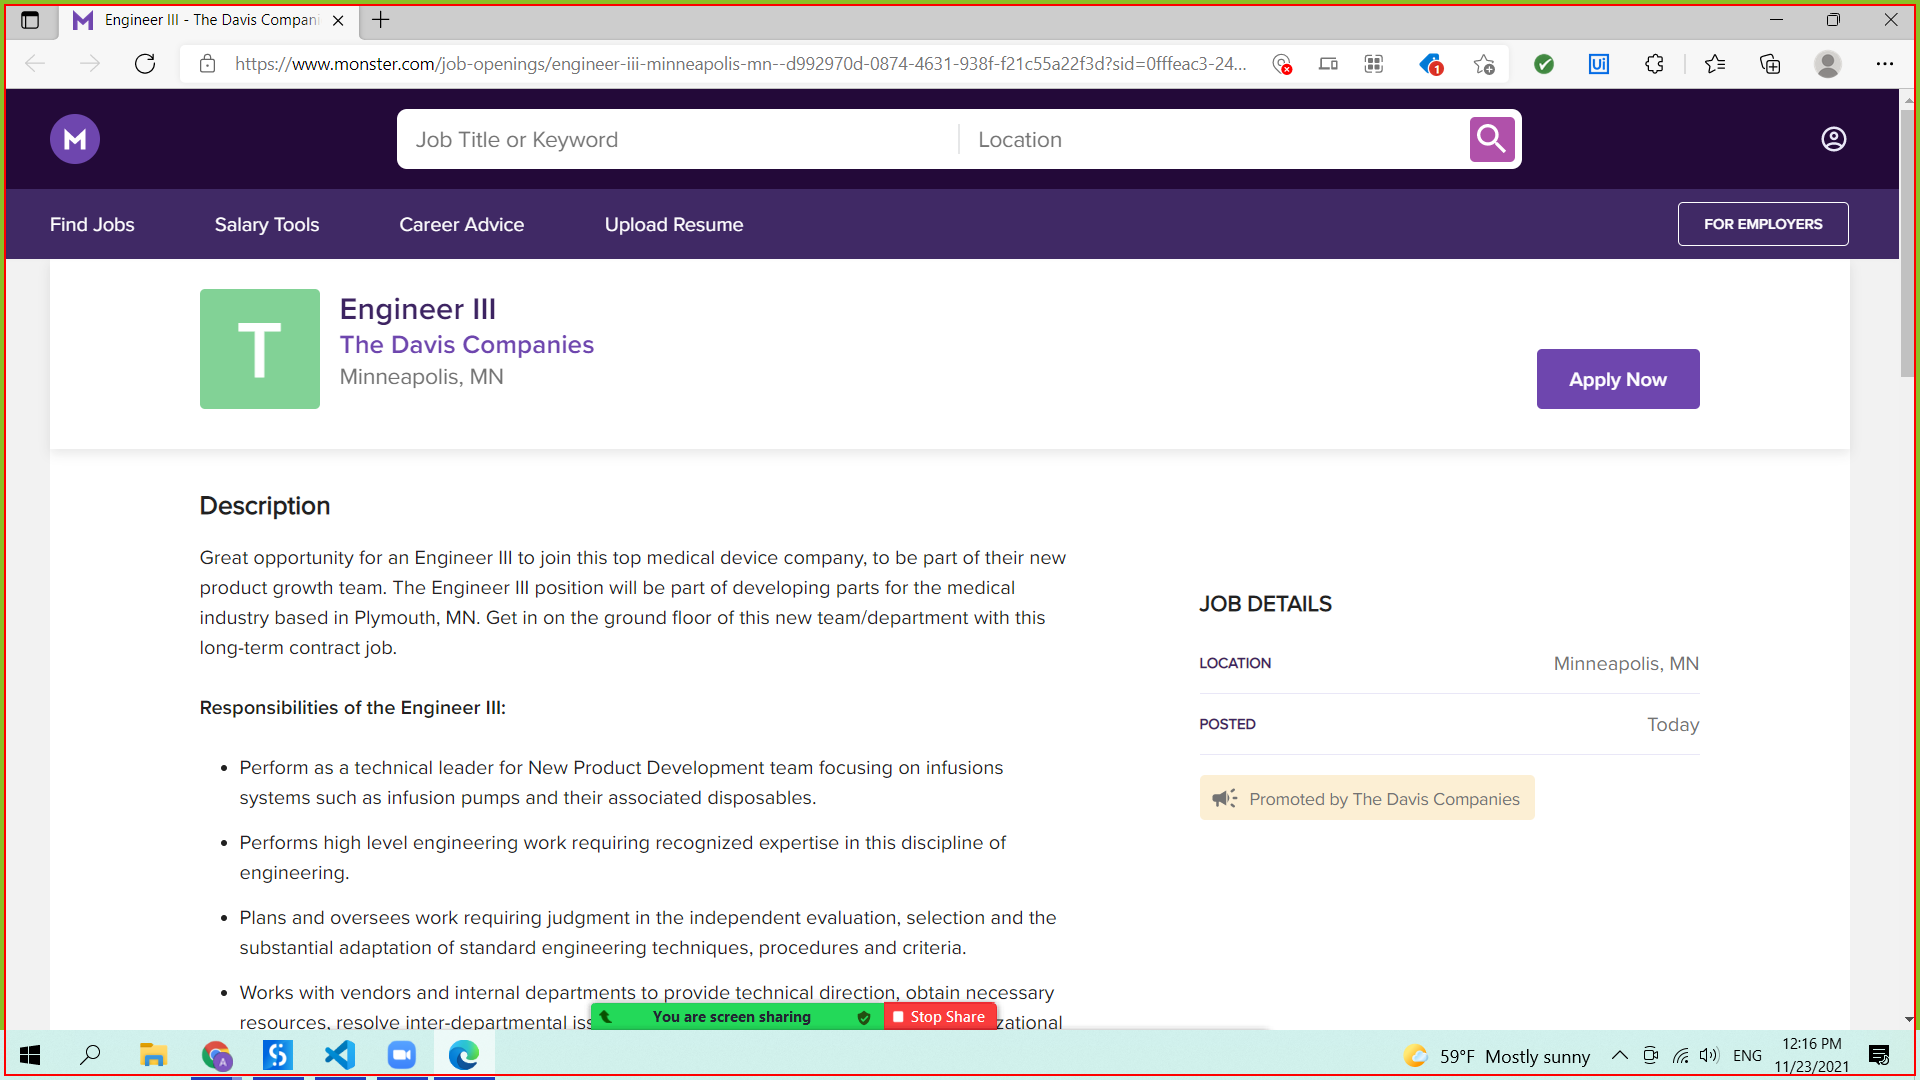 Engineer III - The Davis Compani
https://www.monster.com/job-openings/engineer-iii-minneapolis-mn--d992970d-0874-4631-938f-f21c55a22f3d?sid=0fffeac3-24...
1
Ui
M
Job Title or Keyword
Location
Find Jobs
Salary Tools
Career Advice
Upload Resume
FOR EMPLOYERS
T
Engineer III
The Davis Companies
Minneapolis, MN
Apply Now
Description
Great opportunity for an Engineer III to join this top medical device company, to be part of their new
product growth team. The Engineer III position will be part of developing parts for the medical
industry based in Plymouth, MN. Get in on the ground floor of this new team/department with this
long-term contract job.
Responsibilities of the Engineer III:
• Perform as a technical leader for New Product Development team focusing on infusions
systems such as infusion pumps and their associated disposables.
• Performs high level engineering work requiring recognized expertise in this discipline of
engineering.
• Plans and oversees work requiring judgment in the independent evaluation, selection and the
substantial adaptation of standard engineering techniques, procedures and criteria.
• Works with vendors and internal departments to provide technical direction, obtain necessary
resources, resolve inter-departmental iss
zational
JOB DETAILS
LOCATION
Minneapolis, MN
POSTED
Today
Promoted by The Davis Companies
You are screen sharing
Stop Share
A
59°F Mostly sunny
ENG
12:16 PM
11/23/2021